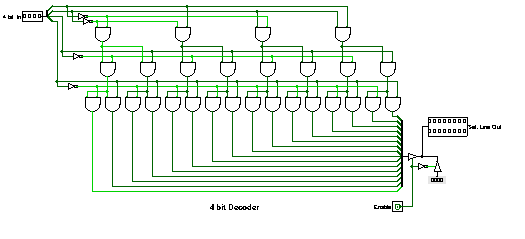 4 bit In
Sel. Line Out
4 bit Decoder
Enable